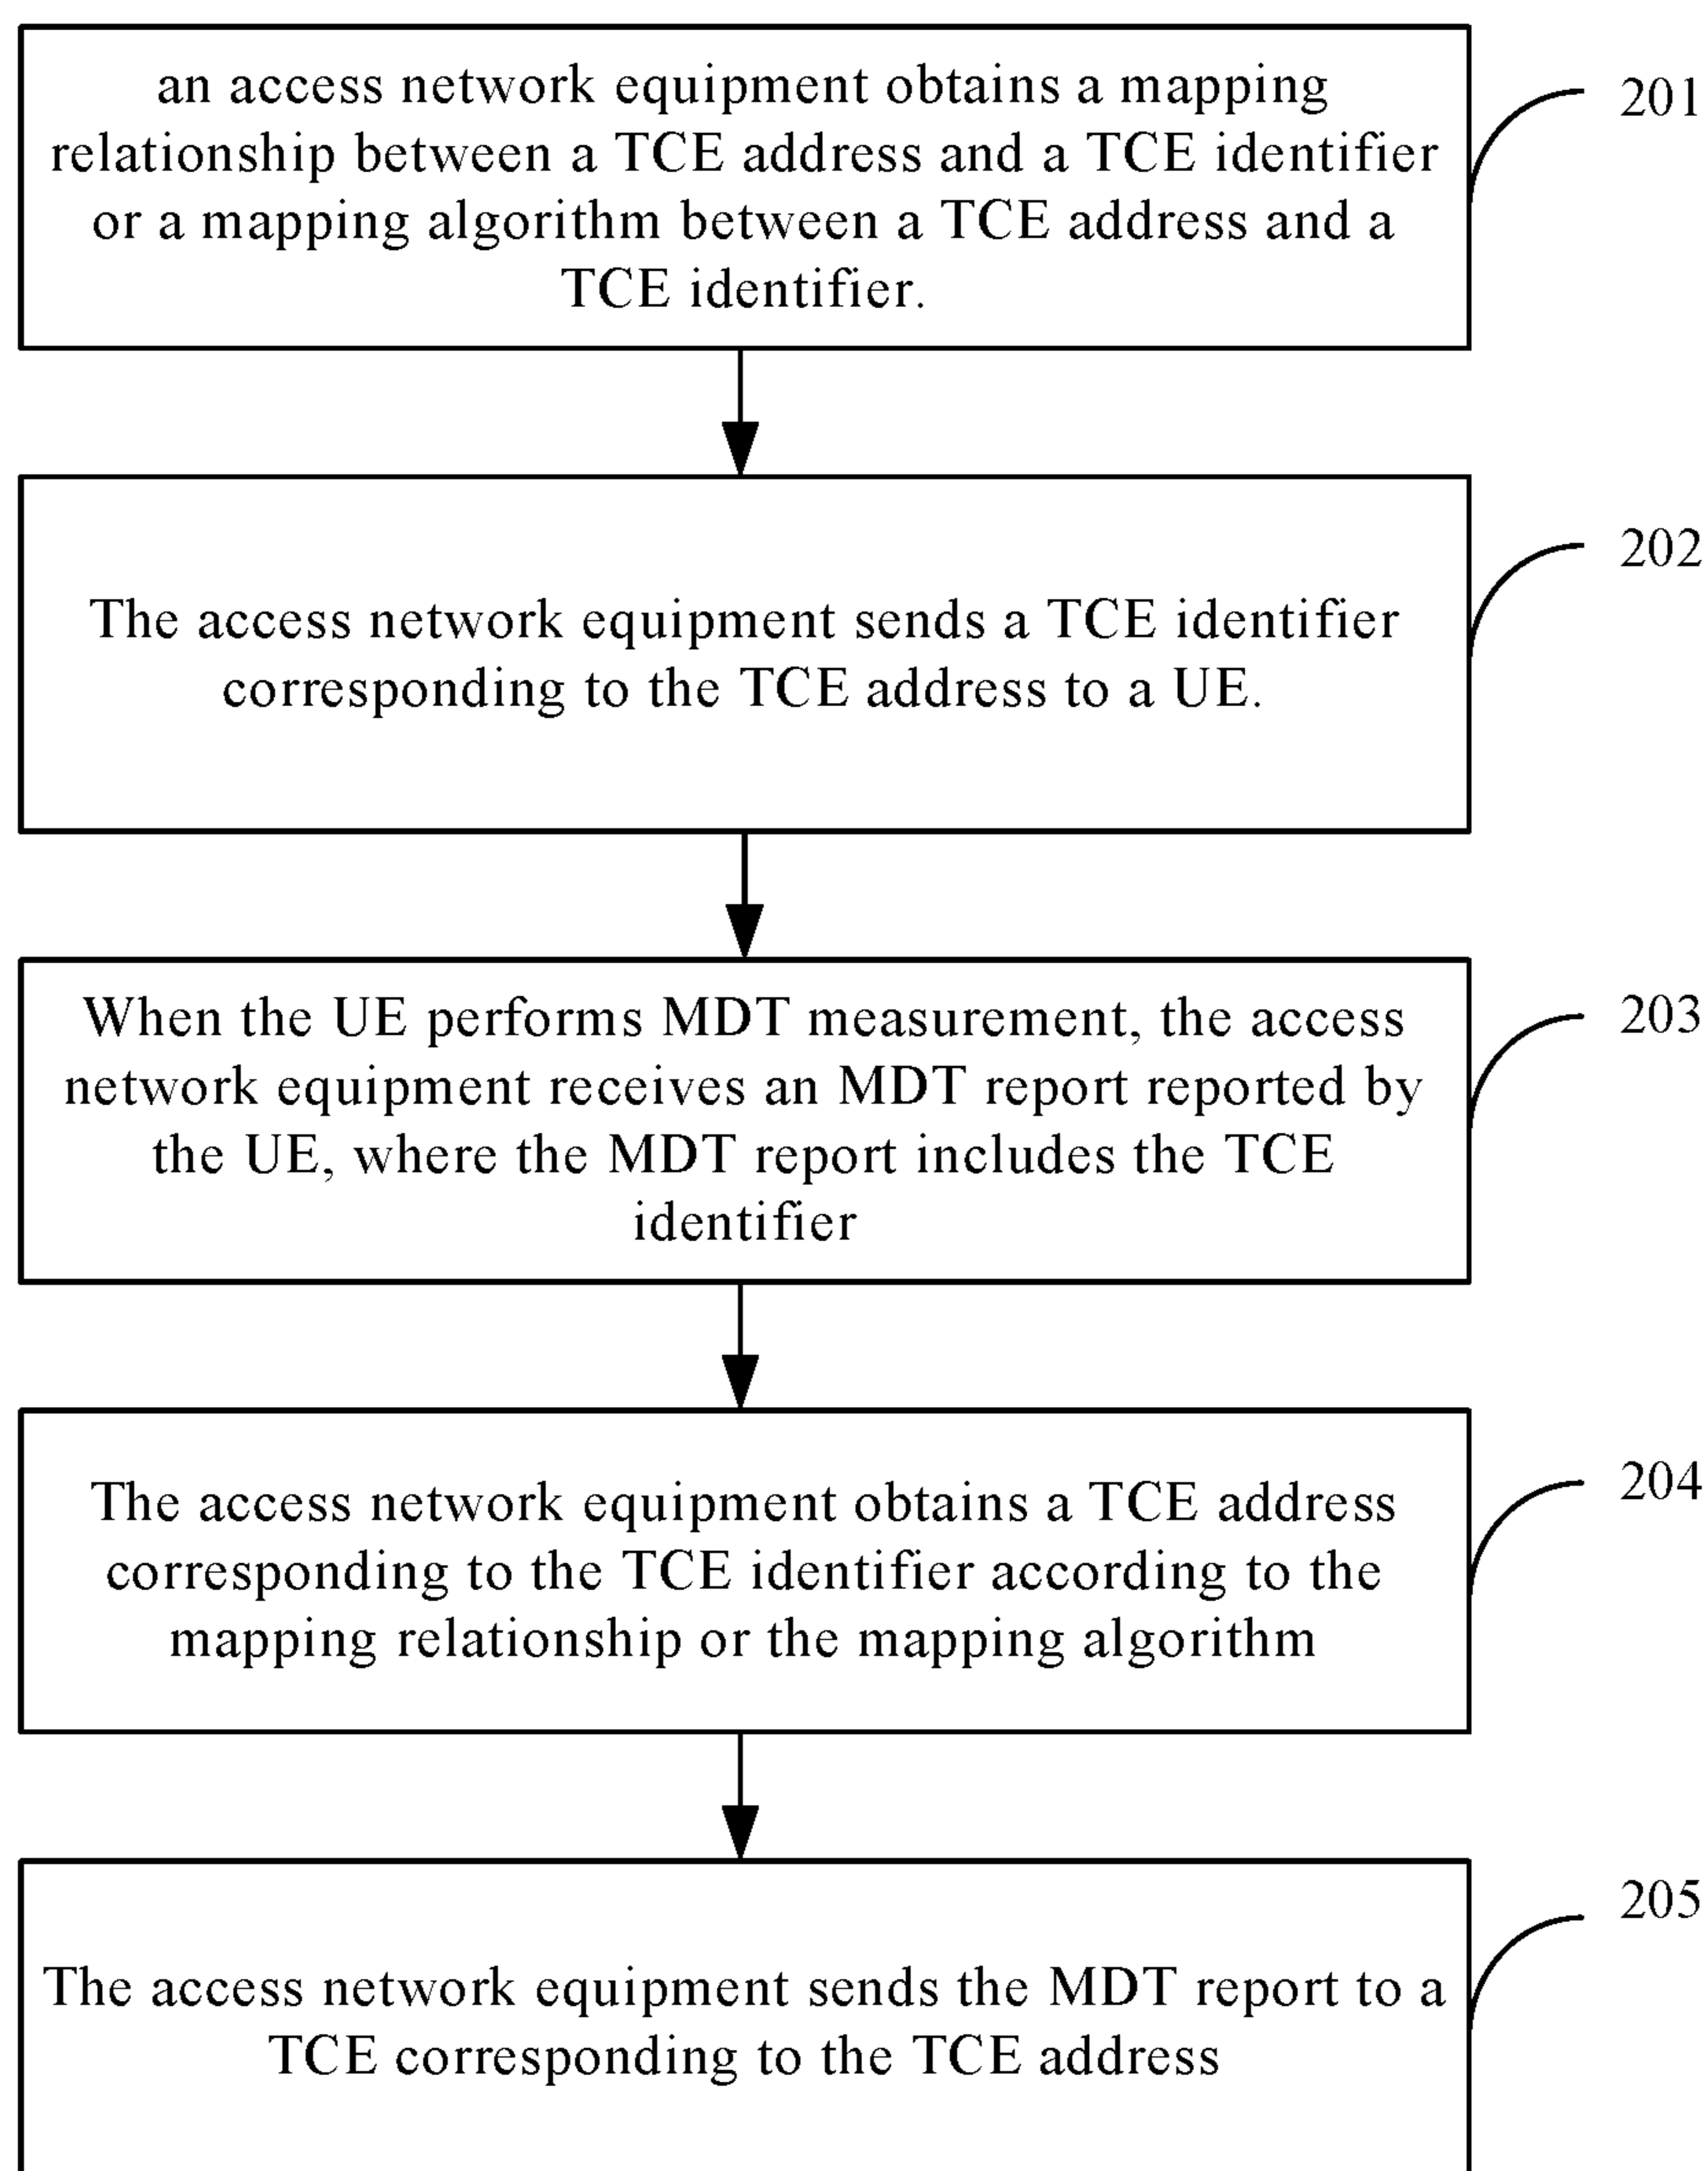 an access network equipment obtains a mapping
relationship between a TCE address and a TCE identifier
or a mapping algorithm between a TCE address and a
TCE identifier.
201
The access network equipment sends a TCE identifier
corresponding to the TCE address to a UE.
202
When the UE performs MDT measurement, the access
network equipment receives an MDT report reported by
the UE, where the MDT report includes the TCE
identifier
203
The access network equipment obtains a TCE address
corresponding to the TCE identifier according to the
mapping relationship or the mapping algorithm
204
The access network equipment sends the MDT report to a
TCE corresponding to the TCE address
205